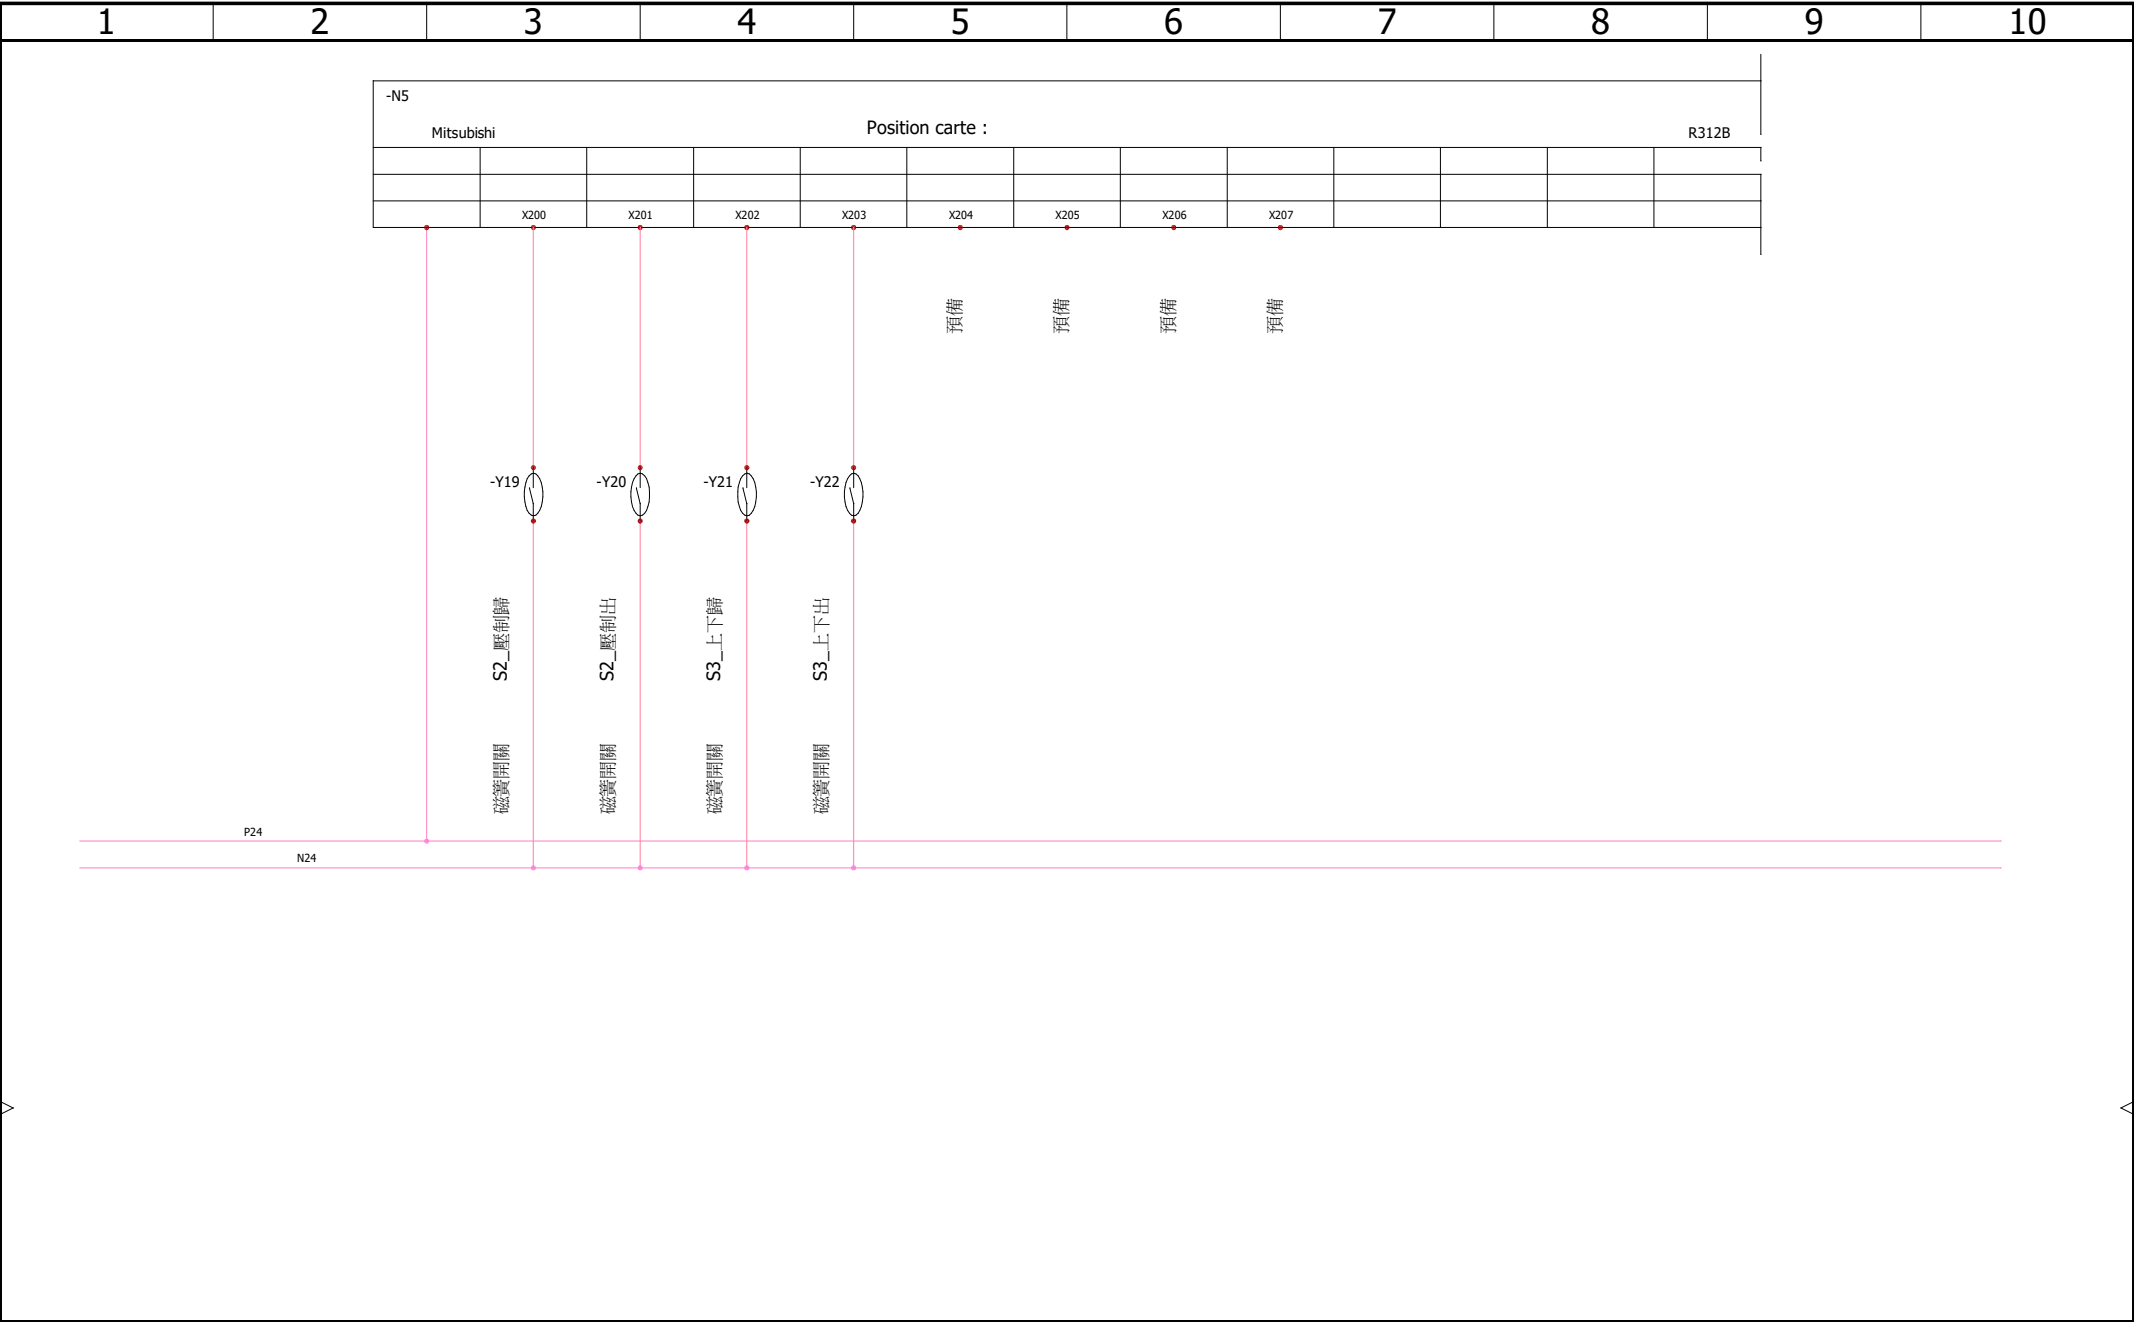 1 2 3 4 5 6 7 8 9 10
-N5
Mitsubishi Position carte : R312B
X200 X201 X202 X203 X204 X205 X206 X207
預備 預備 預備 預備
-Y19 -Y20 -Y21 -Y22
S2_壓制歸 S2_壓制出 S3_上下歸 S3_上下出
磁簧開關 磁簧開關 磁簧開關 磁簧開關
P24
N24